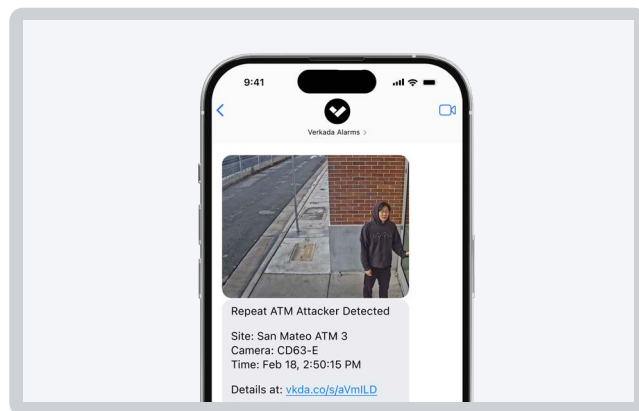 9:41
Verkada Alarms >
Repeat ATM Attacker Detected
Site: San Mateo ATM 3
Camera: CD63-E
Time: Feb 18, 2:50:15 PM
Details at: vkda.co/s/aVmILD